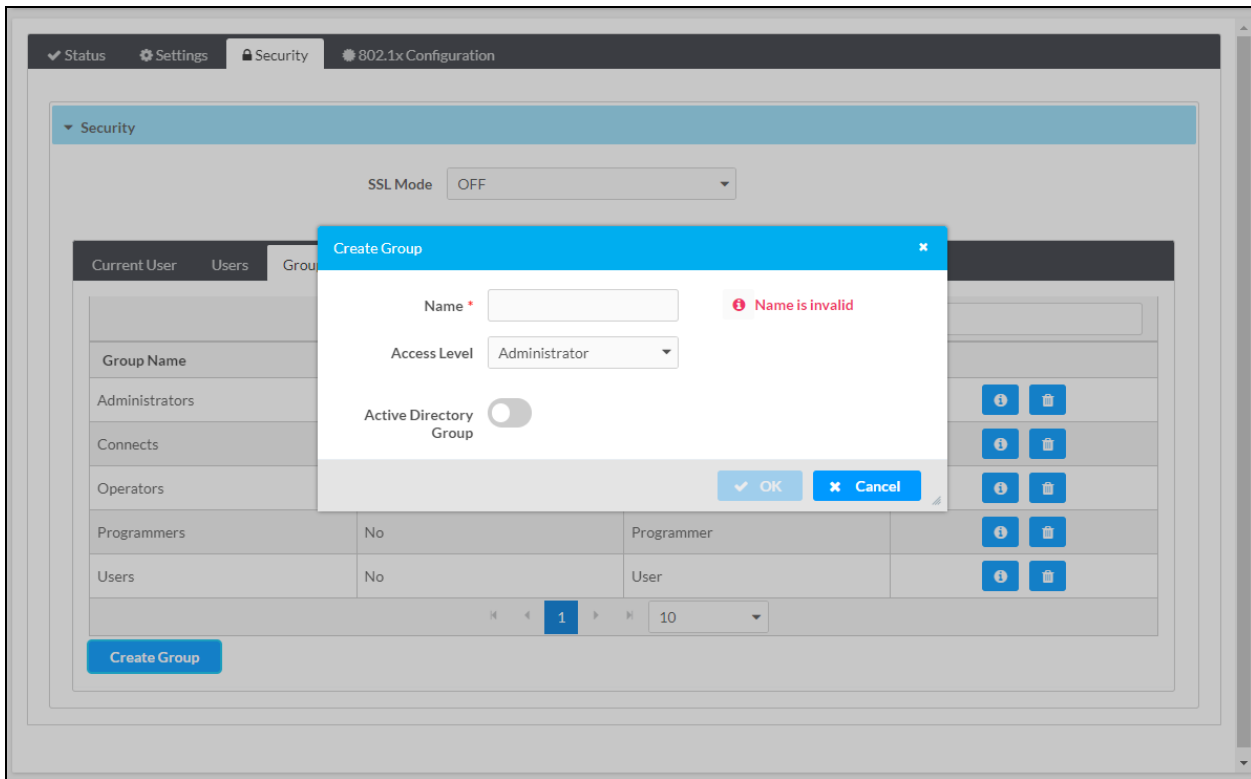 Status Settings Security 802.1x Configuration
Security
SSL Mode OFF
Create Group
Current User Users Grou
Name * Name is invalid
Access Level Administrator
Group Name
Administrators
Active Directory
Group
Connects
OK Cancel
Operators
Programmers No Programmer
Users No User
1 10
Create Group